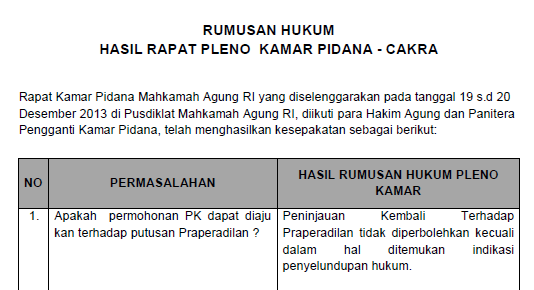 RUMUSAN HUKUM
HASIL RAPAT PLENO KAMAR PIDANA - CAKRA
Rapat Kamar Pidana Mahkamah Agung RI yang diselenggarakan pada tanggal 19 s.d 20
Desember 2013 di Pusdiklat Mahkamah Agung RI, diikuti para Hakim Agung dan Panitera
Pengganti Kamar Pidana, telah menghasilkan kesepakatan sebagai berikut:
NO
PERMASALAHAN
HASIL RUMUSAN HUKUM PLENO
KAMAR
1.
Apakah permohonan PK dapat diaju
kan terhadap putusan Praperadilan ?
Peninjauan Kembali Terhadap
Praperadilan tidak diperbolehkan kecuali
dalam hal ditemukan indikasi
penyelundupan hukum.